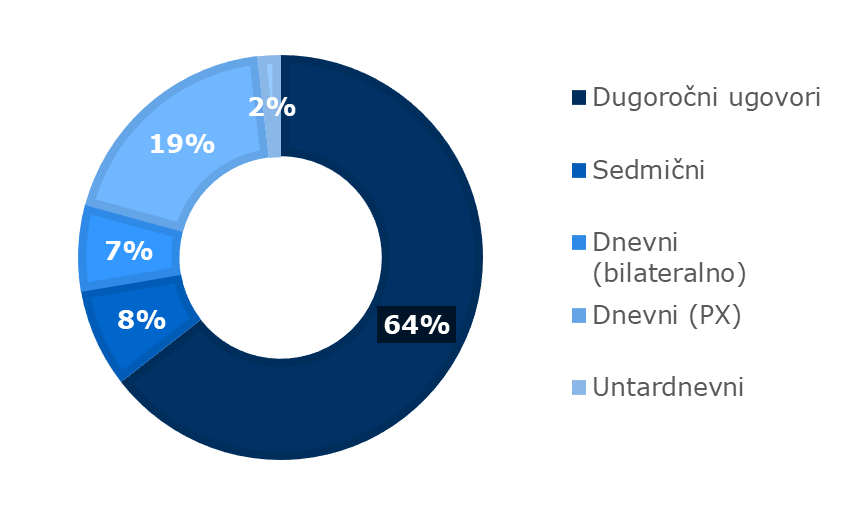 2%
19%
7%
8%
64%
Dugoročni ugovori
Sedmični
Dnevni
(bilateralno)
Dnevni (PX)
Untardnevni